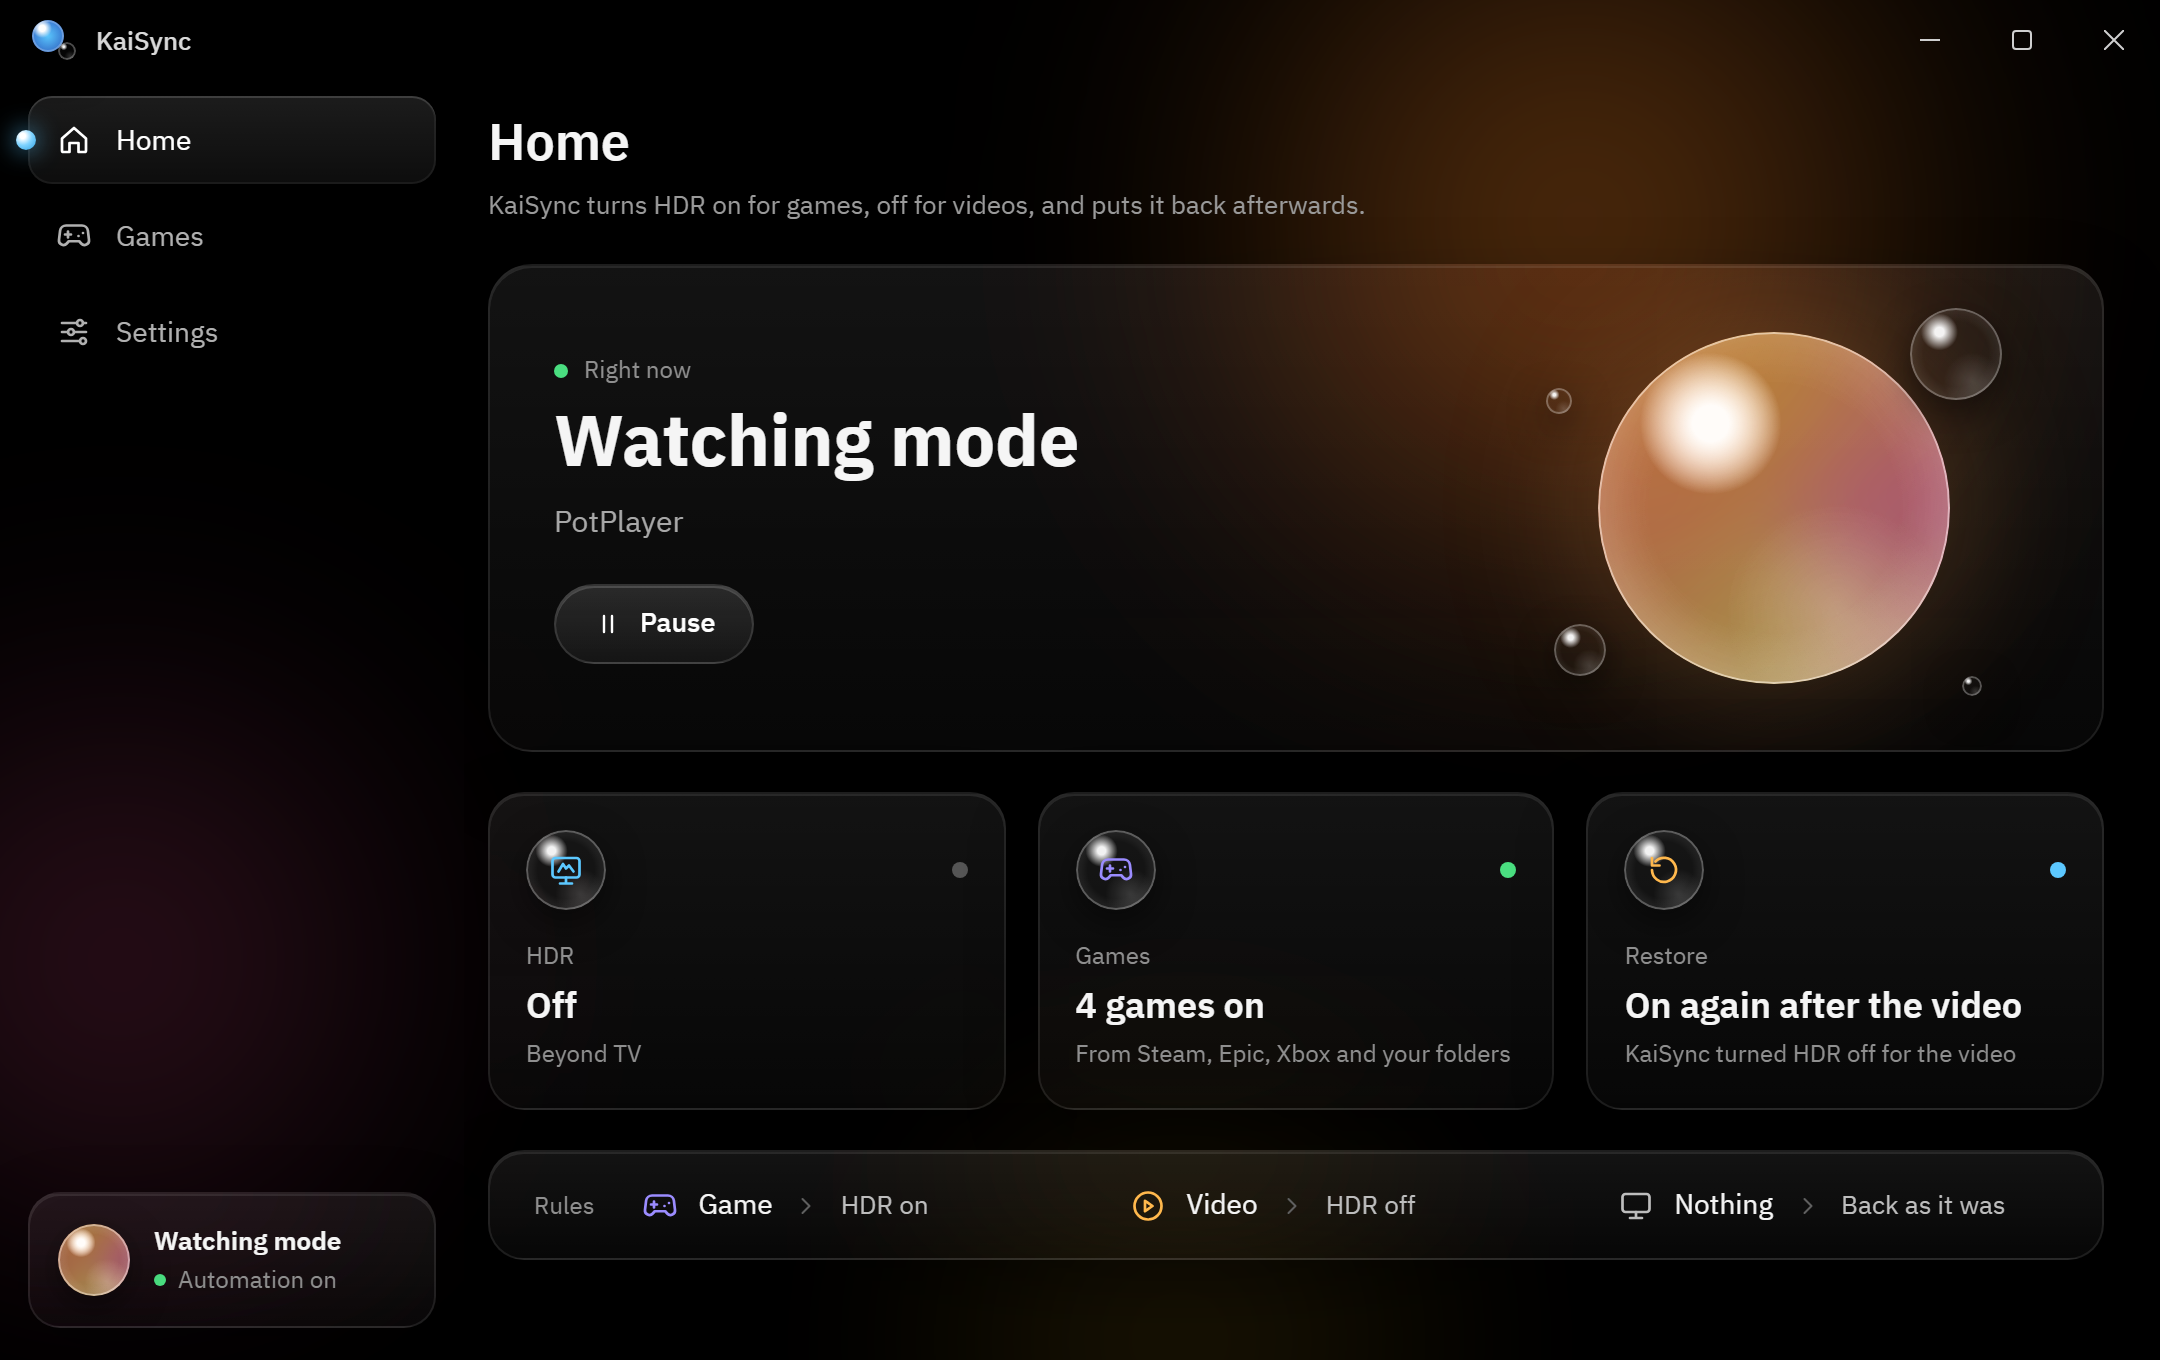 KaiSync
Home
Games
Settings
Home
KaiSync turns HDR on for games, off for videos, and puts it back afterwards.
Right now
Watching mode
PotPlayer
Pause
HDR
Off
Beyond TV
Games
4 games on
From Steam, Epic, Xbox and your folders
Restore
On again after the video
KaiSync turned HDR off for the video
Rules Game HDR on Video HDR off Nothing Back as it was
Watching mode
Automation on